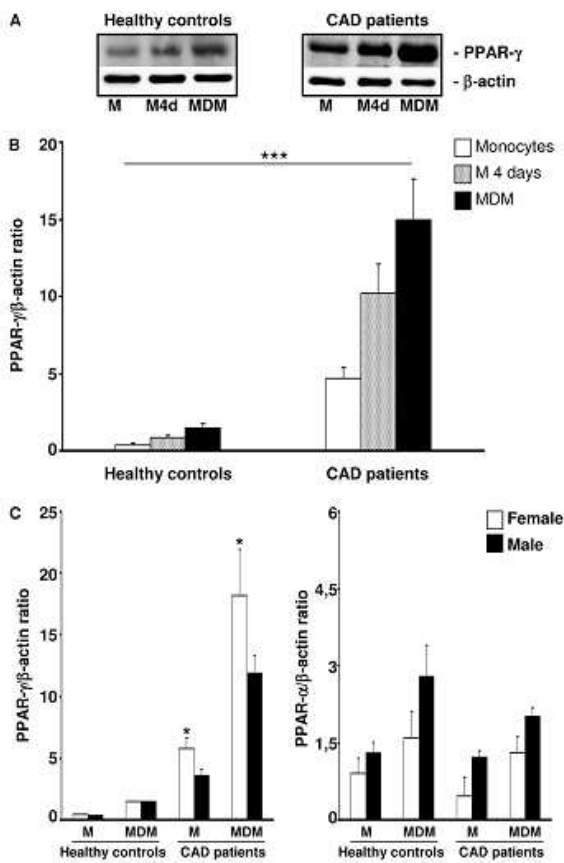 A
Healthy controls
CAD patients
- PPAR-γ
- β-actin
M M4d MDM
M M4d MDM
B
20
15
10
5
0
PPAR-γ/β-actin ratio
***
Monocytes
M 4 days
MDM
Healthy controls
CAD patients
C
25
20
15
10
5
0
PPAR-γ/β-actin ratio
*
*
M MDM M MDM
Healthy controls CAD patients
6
4,5
3
1,5
0
PPAR-α/β-actin ratio
Female
Male
M MDM M MDM
Healthy controls CAD patients